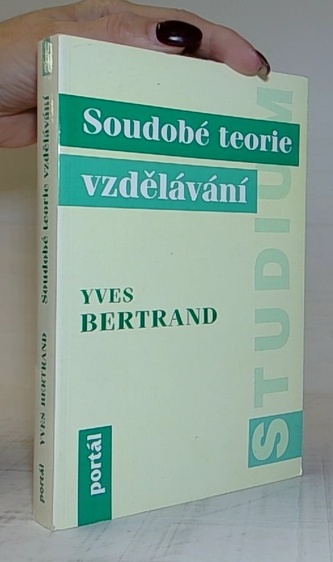 Soudobé teorie
vzdělávání
YVES
BERTRAND
STUDIUM
portál
portál YVES BERTRAND Soudobé teorie vzdělávání